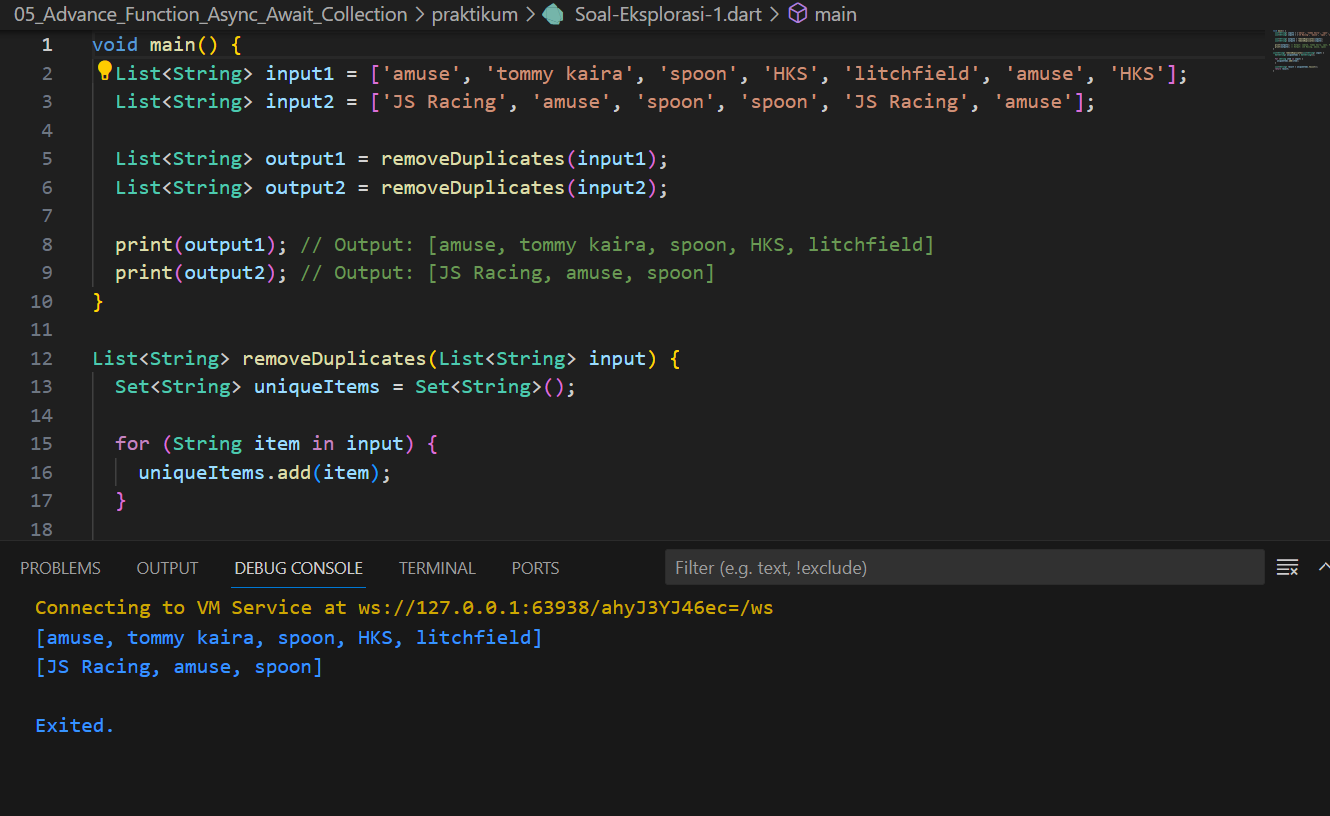 05_Advance_Function_Async_Await_Collection > praktikum > Soal-Eksplorasi-1.dart > main
1 void main() {
2 List<String> input1 = ['amuse', 'tommy kaira', 'spoon', 'HKS', 'litchfield', 'amuse', 'HKS'];
3 List<String> input2 = ['JS Racing', 'amuse', 'spoon', 'spoon', 'JS Racing', 'amuse'];
4
5 List<String> output1 = removeDuplicates(input1);
6 List<String> output2 = removeDuplicates(input2);
7
8 print(output1); // Output: [amuse, tommy kaira, spoon, HKS, litchfield]
9 print(output2); // Output: [JS Racing, amuse, spoon]
10 }
11
12 List<String> removeDuplicates(List<String> input) {
13 Set<String> uniqueItems = Set<String>();
14
15 for (String item in input) {
16 uniqueItems.add(item);
17 }
18
PROBLEMS OUTPUT DEBUG CONSOLE TERMINAL PORTS Filter (e.g. text, !exclude)
Connecting to VM Service at ws://127.0.0.1:63938/ahyJ3YJ46ec=/ws
[amuse, tommy kaira, spoon, HKS, litchfield]
[JS Racing, amuse, spoon]
Exited.